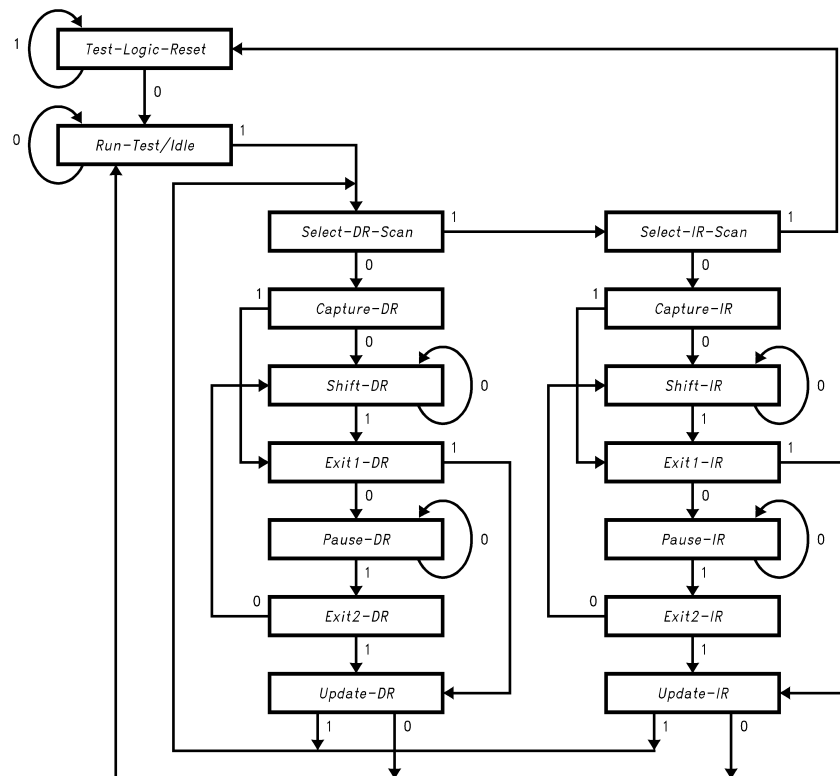 Test-Logic-Reset
1
0
Run-Test/Idle
0
1
Select-DR-Scan
1
Select-IR-Scan
1
0
0
1
Capture-DR
1
Capture-IR
0
0
Shift-DR
0
Shift-IR
0
1
1
Exit1-DR
1
Exit1-IR
1
0
0
Pause-DR
0
Pause-IR
0
1
1
0
Exit2-DR
0
Exit2-IR
1
1
Update-DR
Update-IR
1
0
1
0